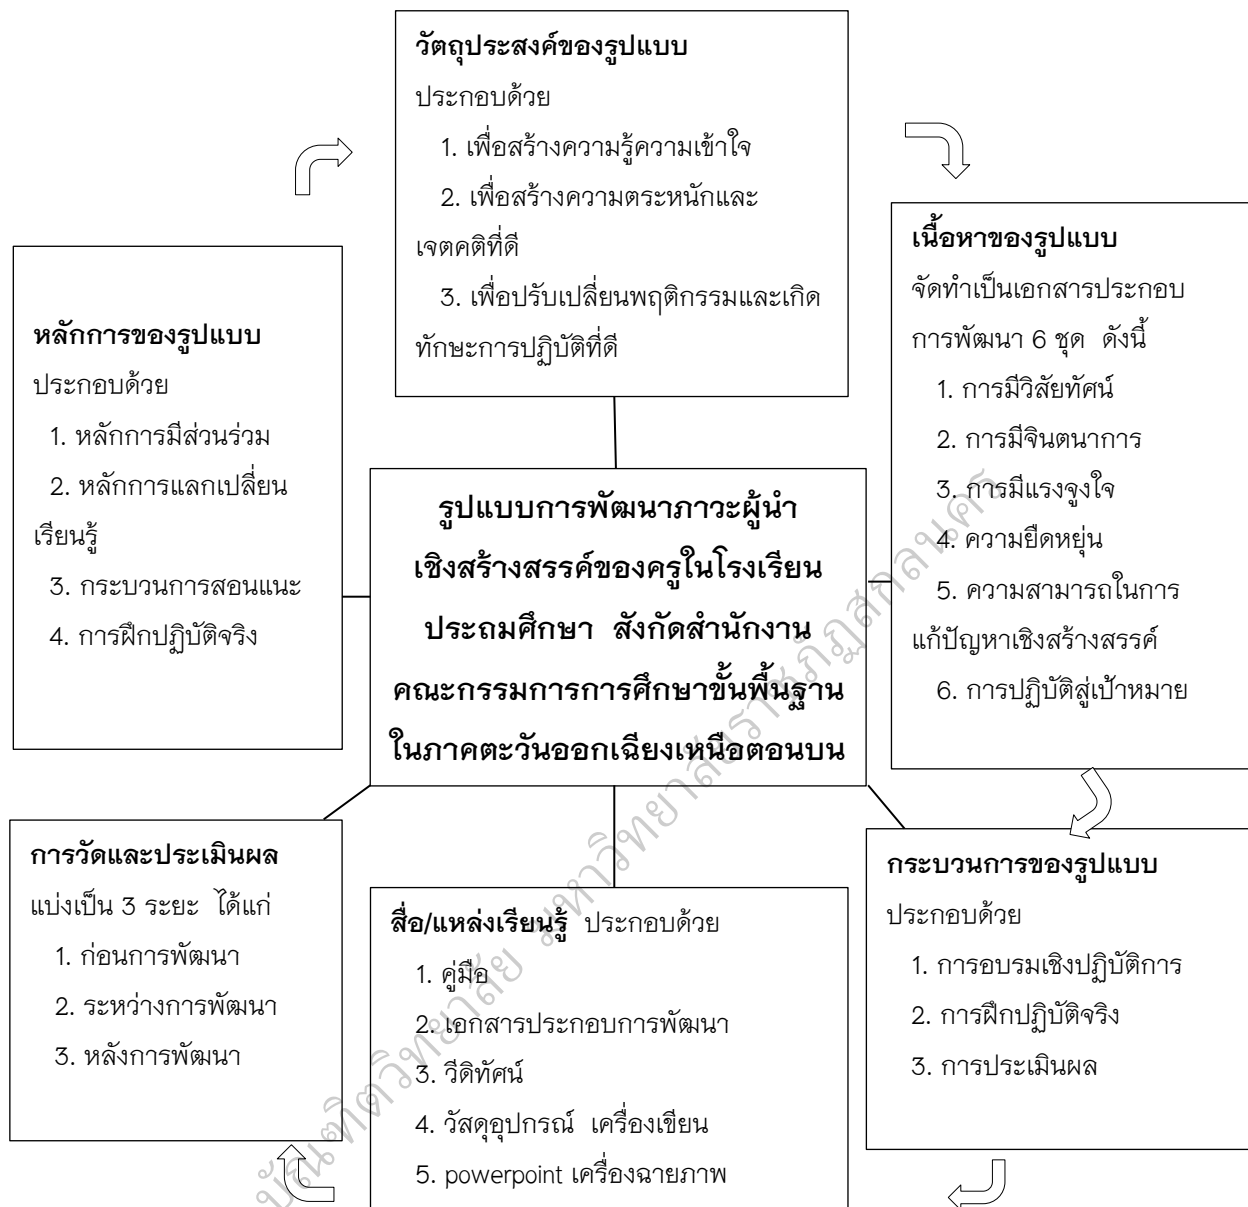 วัตถุประสงค์ของรูปแบบ
ประกอบด้วย
1. เพื่อสร้างความรู้ความเข้าใจ
2. เพื่อสร้างความตระหนักและ
เจตคติที่ดี
3. เพื่อปรับเปลี่ยนพฤติกรรมและเกิด
ทักษะการปฏิบัติที่ดี
เนื้อหาของรูปแบบ
จัดทำเป็นเอกสารประกอบ
การพัฒนา 6 ชุด ดังนี้
1. การมีวิสัยทัศน์
2. การมีจินตนาการ
3. การมีแรงจูงใจ
4. ความยืดหยุ่น
5. ความสามารถในการ
แก้ปัญหาเชิงสร้างสรรค์
6. การปฏิบัติสู่เป้าหมาย
หลักการของรูปแบบ
ประกอบด้วย
1. หลักการมีส่วนร่วม
2. หลักการแลกเปลี่ยน
เรียนรู้
3. กระบวนการสอนแนะ
4. การฝึกปฏิบัติจริง
รูปแบบการพัฒนาภาวะผู้นำ
เชิงสร้างสรรค์ของครูในโรงเรียน
ประถมศึกษา สังกัดสำนักงาน
คณะกรรมการการศึกษาขั้นพื้นฐาน
ในภาคตะวันออกเฉียงเหนือตอนบน
การวัดและประเมินผล
แบ่งเป็น 3 ระยะ ได้แก่
1. ก่อนการพัฒนา
2. ระหว่างการพัฒนา
3. หลังการพัฒนา
สื่อ/แหล่งเรียนรู้ ประกอบด้วย
1. คู่มือ
2. เอกสารประกอบการพัฒนา
3. วีดิทัศน์
4. วัสดุอุปกรณ์ เครื่องเขียน
5. powerpoint เครื่องฉายภาพ
กระบวนการของรูปแบบ
ประกอบด้วย
1. การอบรมเชิงปฏิบัติการ
2. การฝึกปฏิบัติจริง
3. การประเมินผล
บัณฑิตวิทยาลัย มหาวิทยาลัยราชภัฏสกลนคร